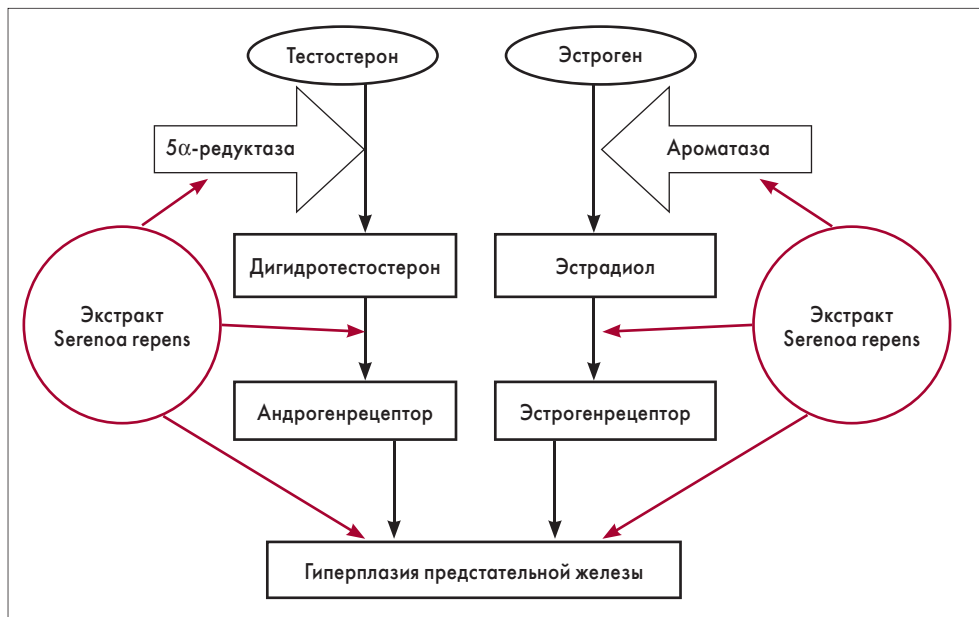 Тестостерон
Эстроген
5α-редуктаза
Ароматаза
Дигидротестостерон
Эстрадиол
Экстракт
Serenoa repens
Экстракт
Serenoa repens
Андрогенрецептор
Эстрогенрецептор
Гиперплазия предстательной железы